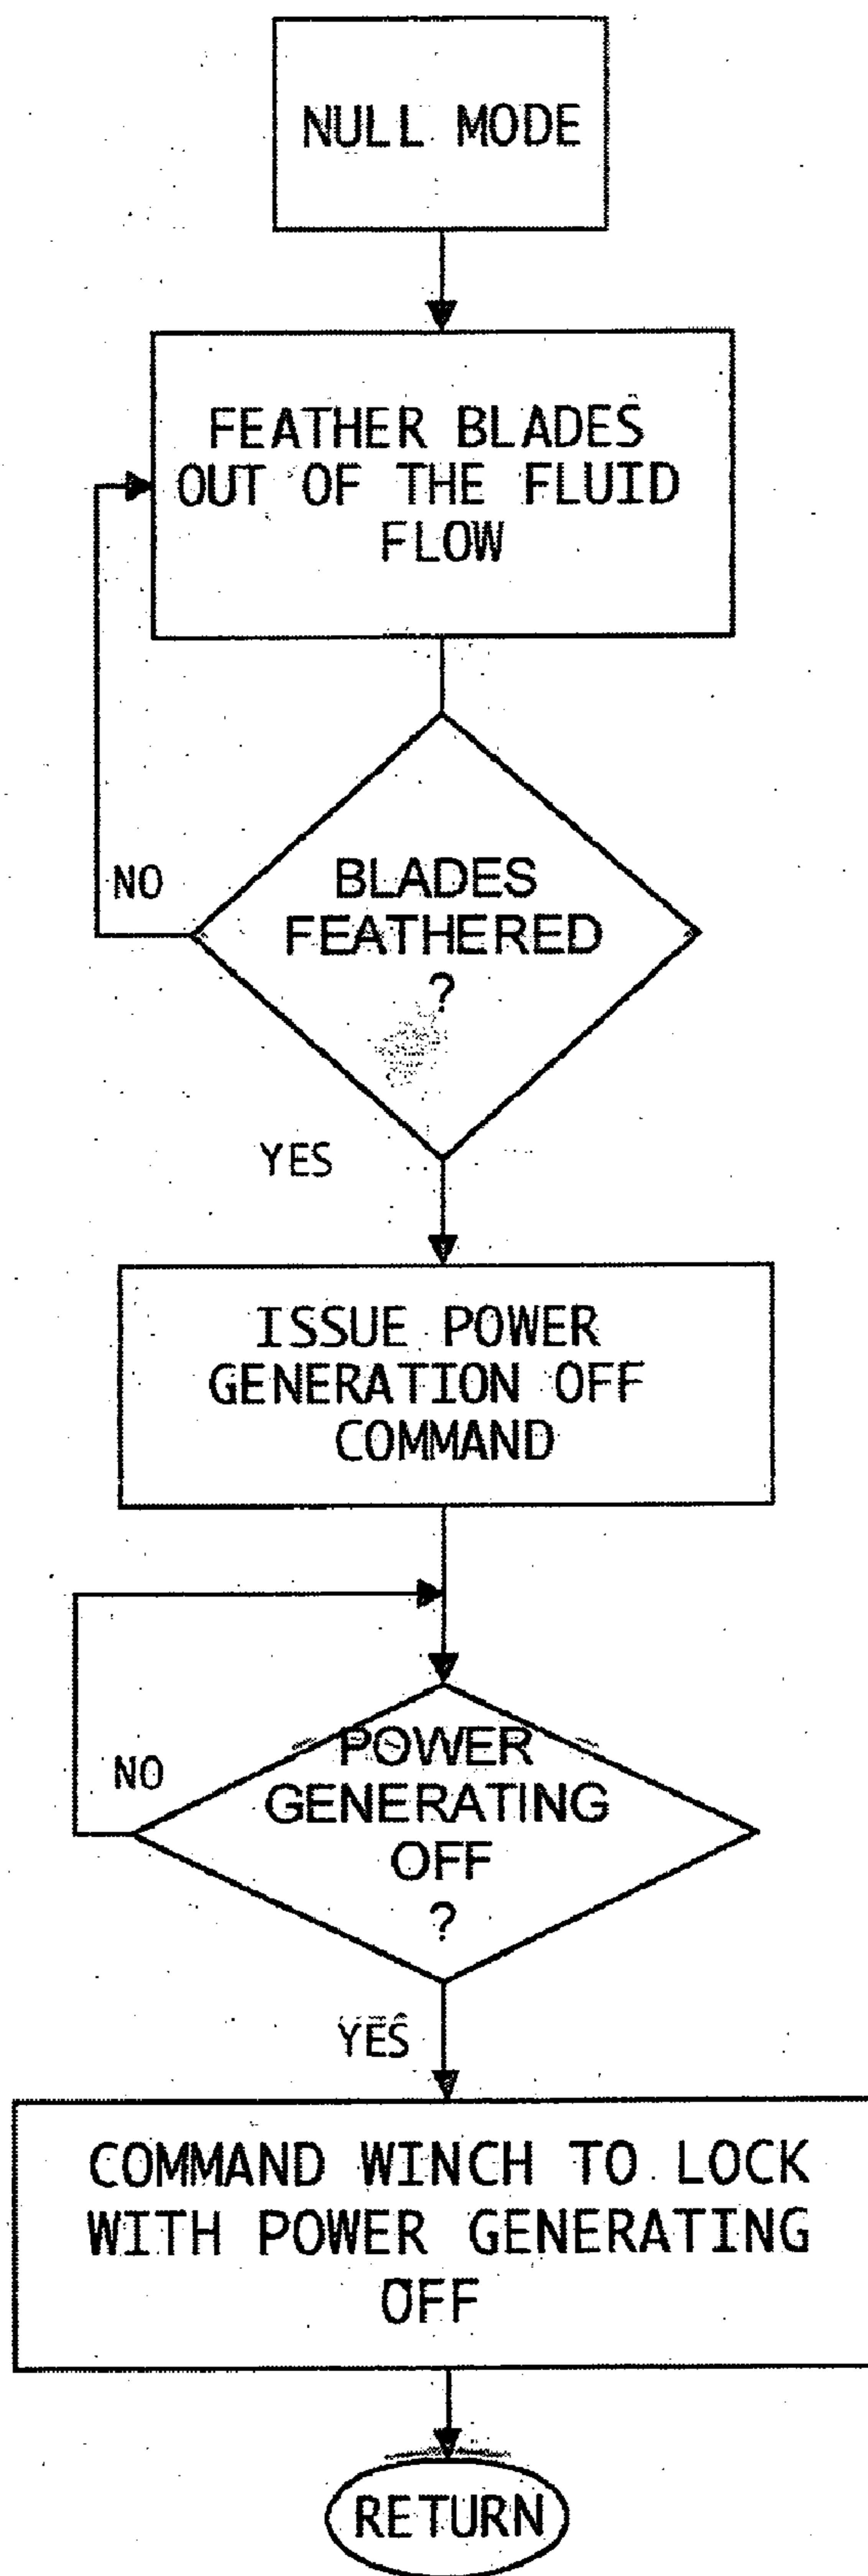 NULL MODE
FEATHER BLADES
OUT OF THE FLUID
FLOW
NO
BLADES
FEATHERED
?
YES
ISSUE POWER
GENERATION OFF
COMMAND
NO
POWER
GENERATING
OFF
?
YES
COMMAND WINCH TO LOCK
WITH POWER GENERATING
OFF
RETURN